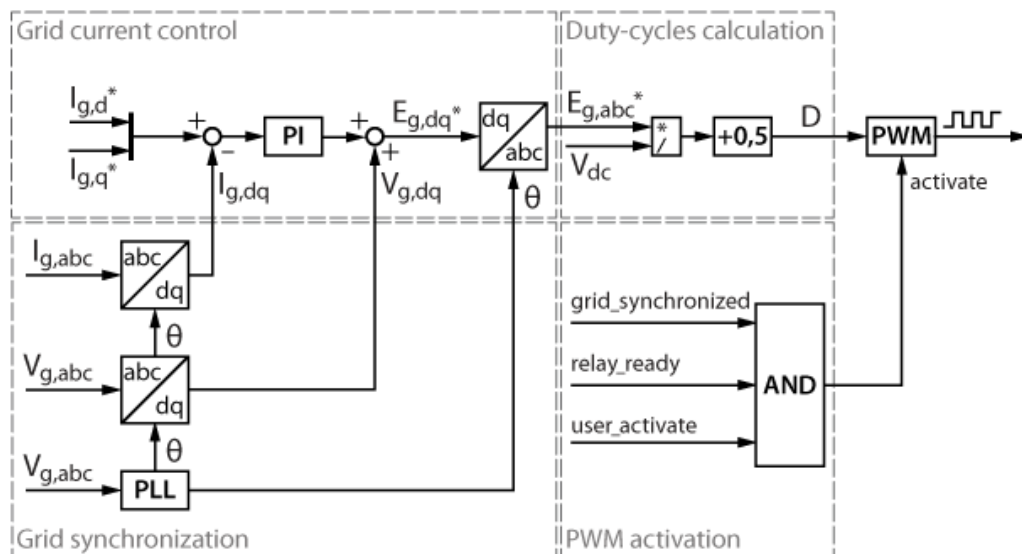 Grid current control
Duty-cycles calculation
I_g,d*
I_g,q*
+
−
PI
+
+
E_g,dq*
dq
abc
E_g,abc*
V_dc
*
/
+0,5
D
PWM
activate
I_g,dq
V_g,dq
θ
I_g,abc
abc
dq
θ
V_g,abc
abc
dq
θ
V_g,abc
PLL
Grid synchronization
grid_synchronized
relay_ready
user_activate
AND
PWM activation